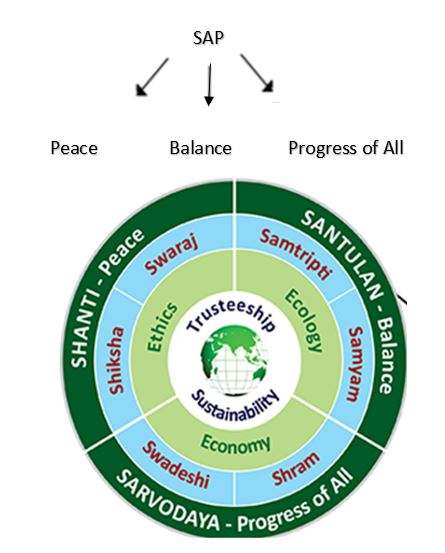 SAP
Peace
Balance
Progress of All
SHANTI - Peace
SANTULAN - Balance
SARVODAYA - Progress of All
Swaraj
Samtripti
Shiksha
Samyam
Swadeshi
Shram
Ethics
Ecology
Economy
Trusteeship
Sustainability